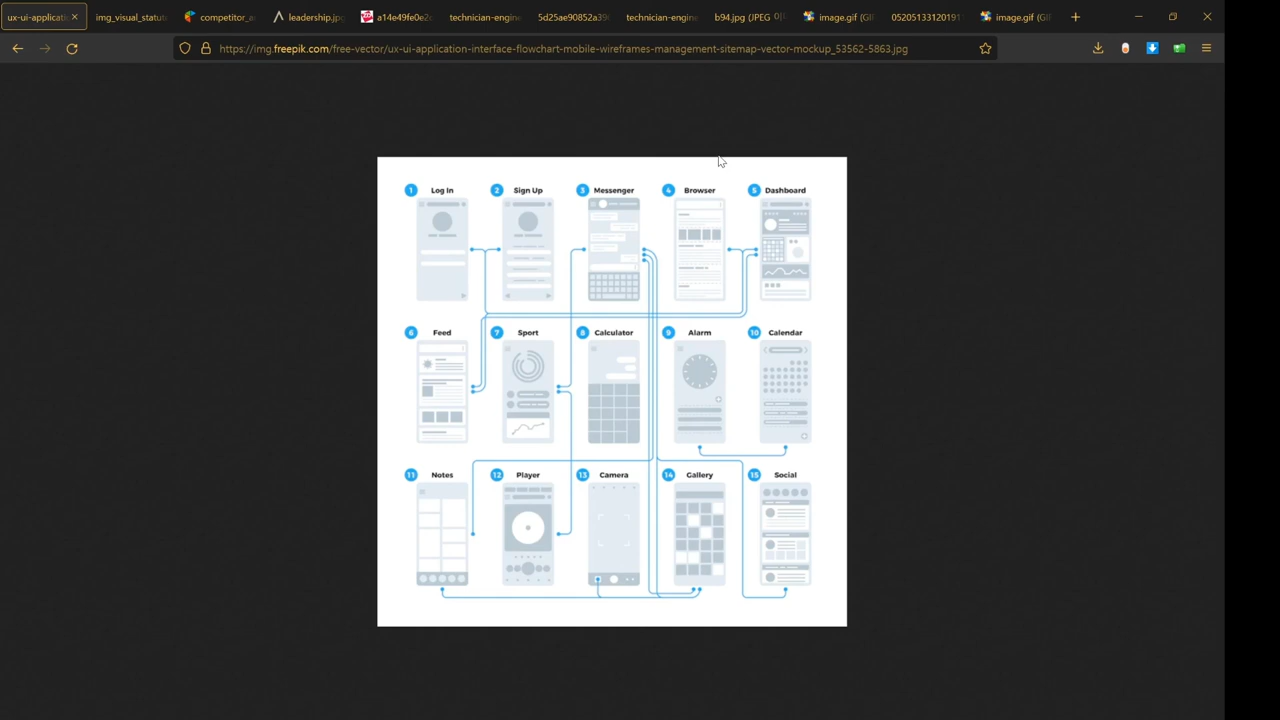 ux-ui-applicati
img_visual_statut
competitor_a
leadership.jpg
a14e49fe0e2
technician-engine
5d25ae90852a39
technician-engine
b94.jpg (JPEG
image.gif (GI
05205133120191
image.gif (GI
https://img.freepik.com/free-vector/ux-ui-application-interface-flowchart-mobile-wireframes-management-sitemap-vector-mockup_53562-5863.jpg
1 Log In
2 Sign Up
3 Messenger
4 Browser
5 Dashboard
6 Feed
7 Sport
8 Calculator
9 Alarm
10 Calendar
11 Notes
12 Player
13 Camera
14 Gallery
15 Social